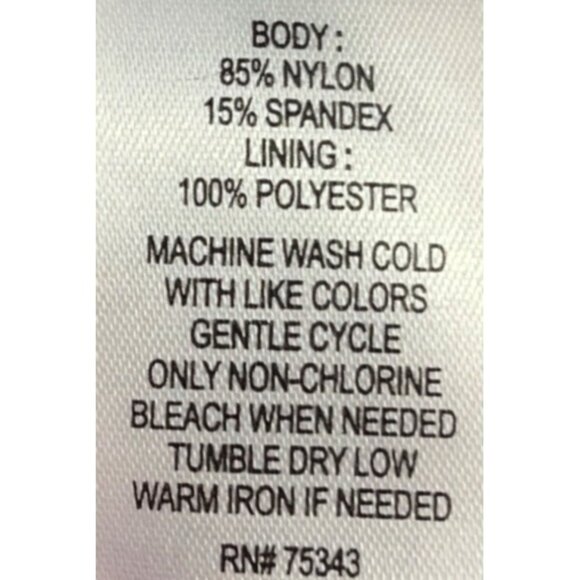 BODY :
85% NYLON
15% SPANDEX
LINING :
100% POLYESTER
MACHINE WASH COLD
WITH LIKE COLORS
GENTLE CYCLE
ONLY NON-CHLORINE
BLEACH WHEN NEEDED
TUMBLE DRY LOW
WARM IRON IF NEEDED
RN# 75343